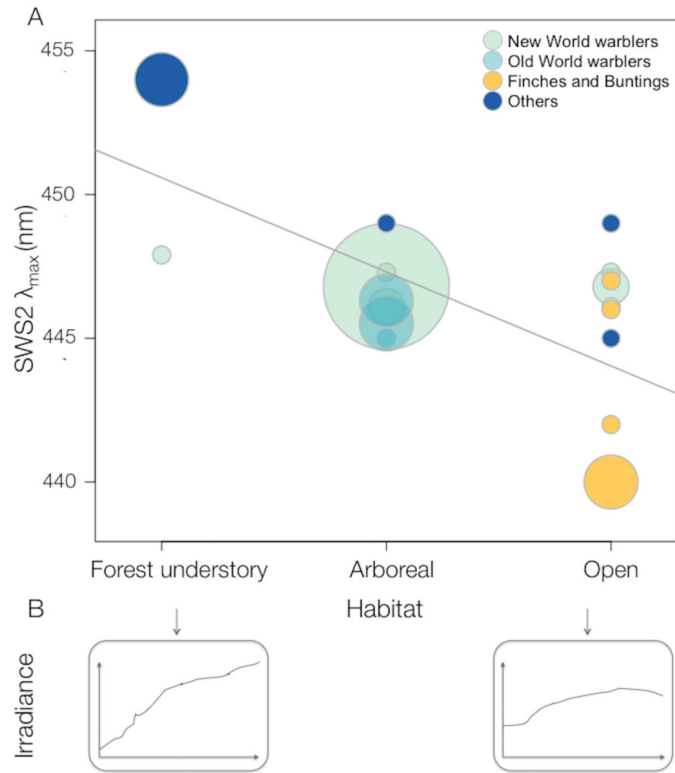 A
455
450
445
440
SWS2 λmax (nm)
New World warblers
Old World warblers
Finches and Buntings
Others
Forest understory
Arboreal
Open
B
Habitat
Irradiance